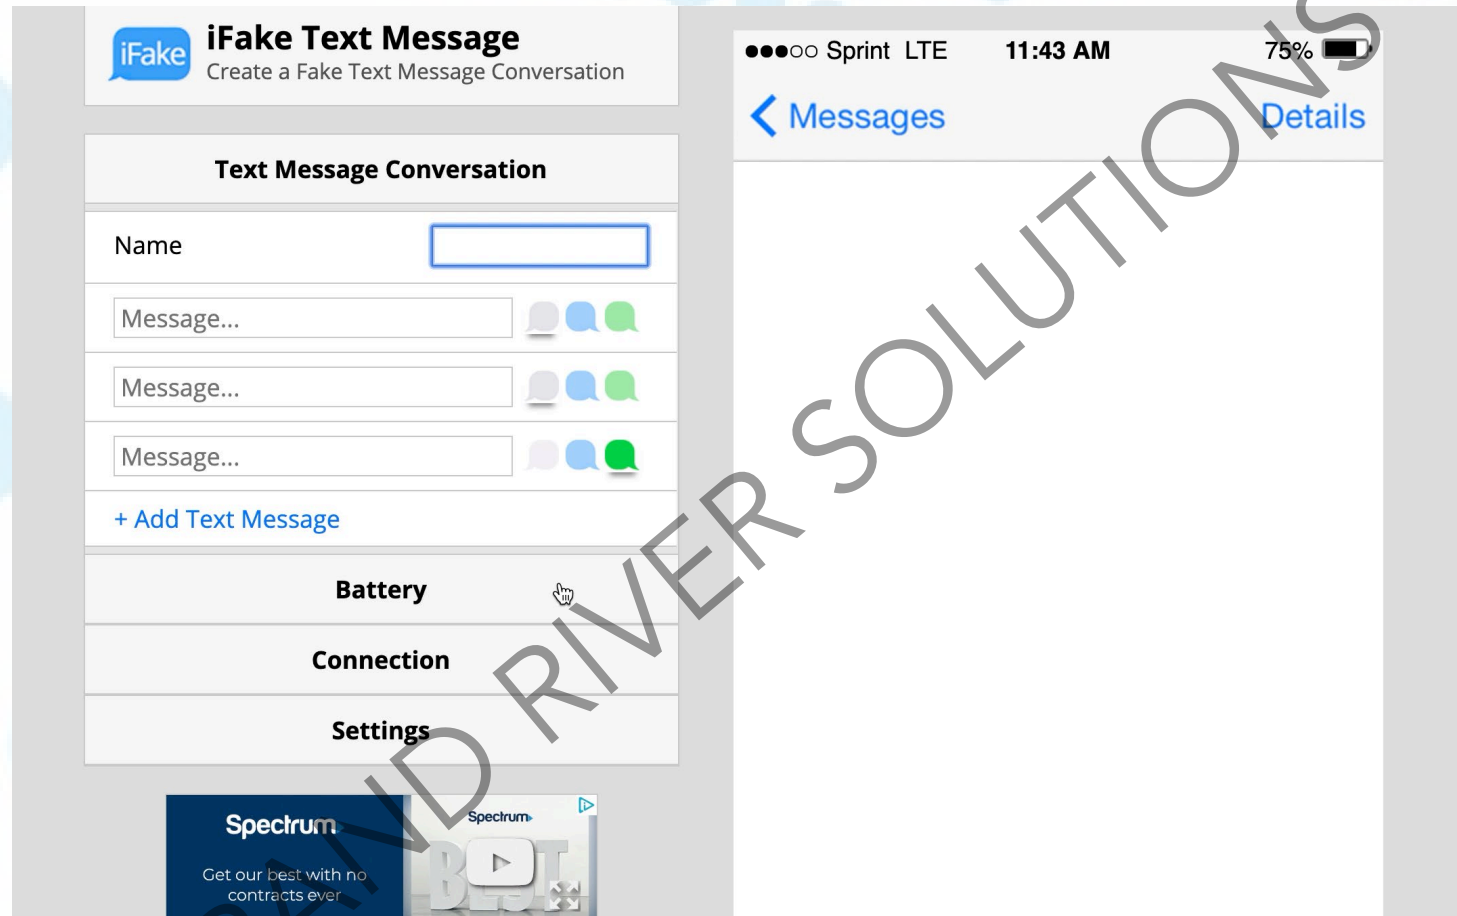 iFake
iFake Text Message
Create a Fake Text Message Conversation
Text Message Conversation
Name
Message...
Message...
Message...
+ Add Text Message
Battery
Connection
Settings
Spectrum
Get our best with no
contracts ever
Spectrum
BEST
Sprint LTE 11:43 AM 75%
Messages Details
AND RIVER SOLUTIONS